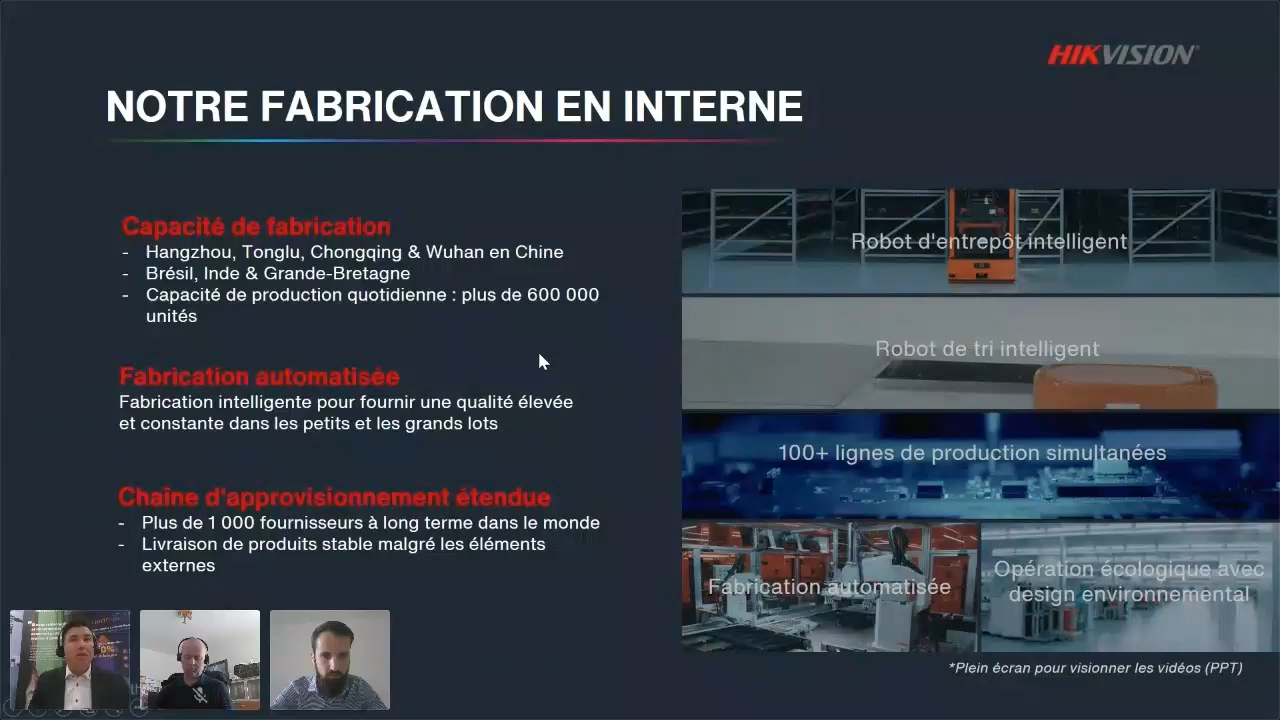 HIKVISION
NOTRE FABRICATION EN INTERNE
Capacité de fabrication
- Hangzhou, Tonglu, Chongqing & Wuhan en Chine
- Brésil, Inde & Grande-Bretagne
- Capacité de production quotidienne : plus de 600 000
unités
Fabrication automatisée
Fabrication intelligente pour fournir une qualité élevée
et constante dans les petits et les grands lots
Chaîne d'approvisionnement étendue
- Plus de 1 000 fournisseurs à long terme dans le monde
- Livraison de produits stable malgré les éléments
externes
Robot d'entrepôt intelligent
Robot de tri intelligent
100+ lignes de production simultanées
Fabrication automatisée
Opération écologique avec
design environnemental
*Plein écran pour visionner les vidéos (PPT)